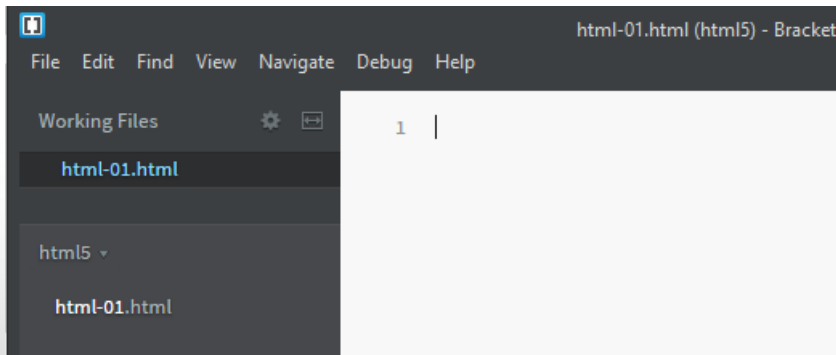 html-01.html (html5) - Bracket
File Edit Find View Navigate Debug Help
Working Files
1
html-01.html
html5
html-01.html